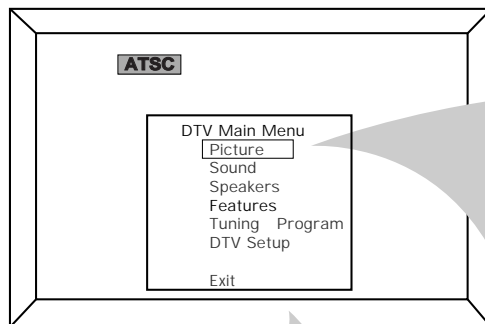 ATSC
DTV Main Menu
Picture
Sound
Speakers
Features
Tuning Program
DTV Setup
Exit